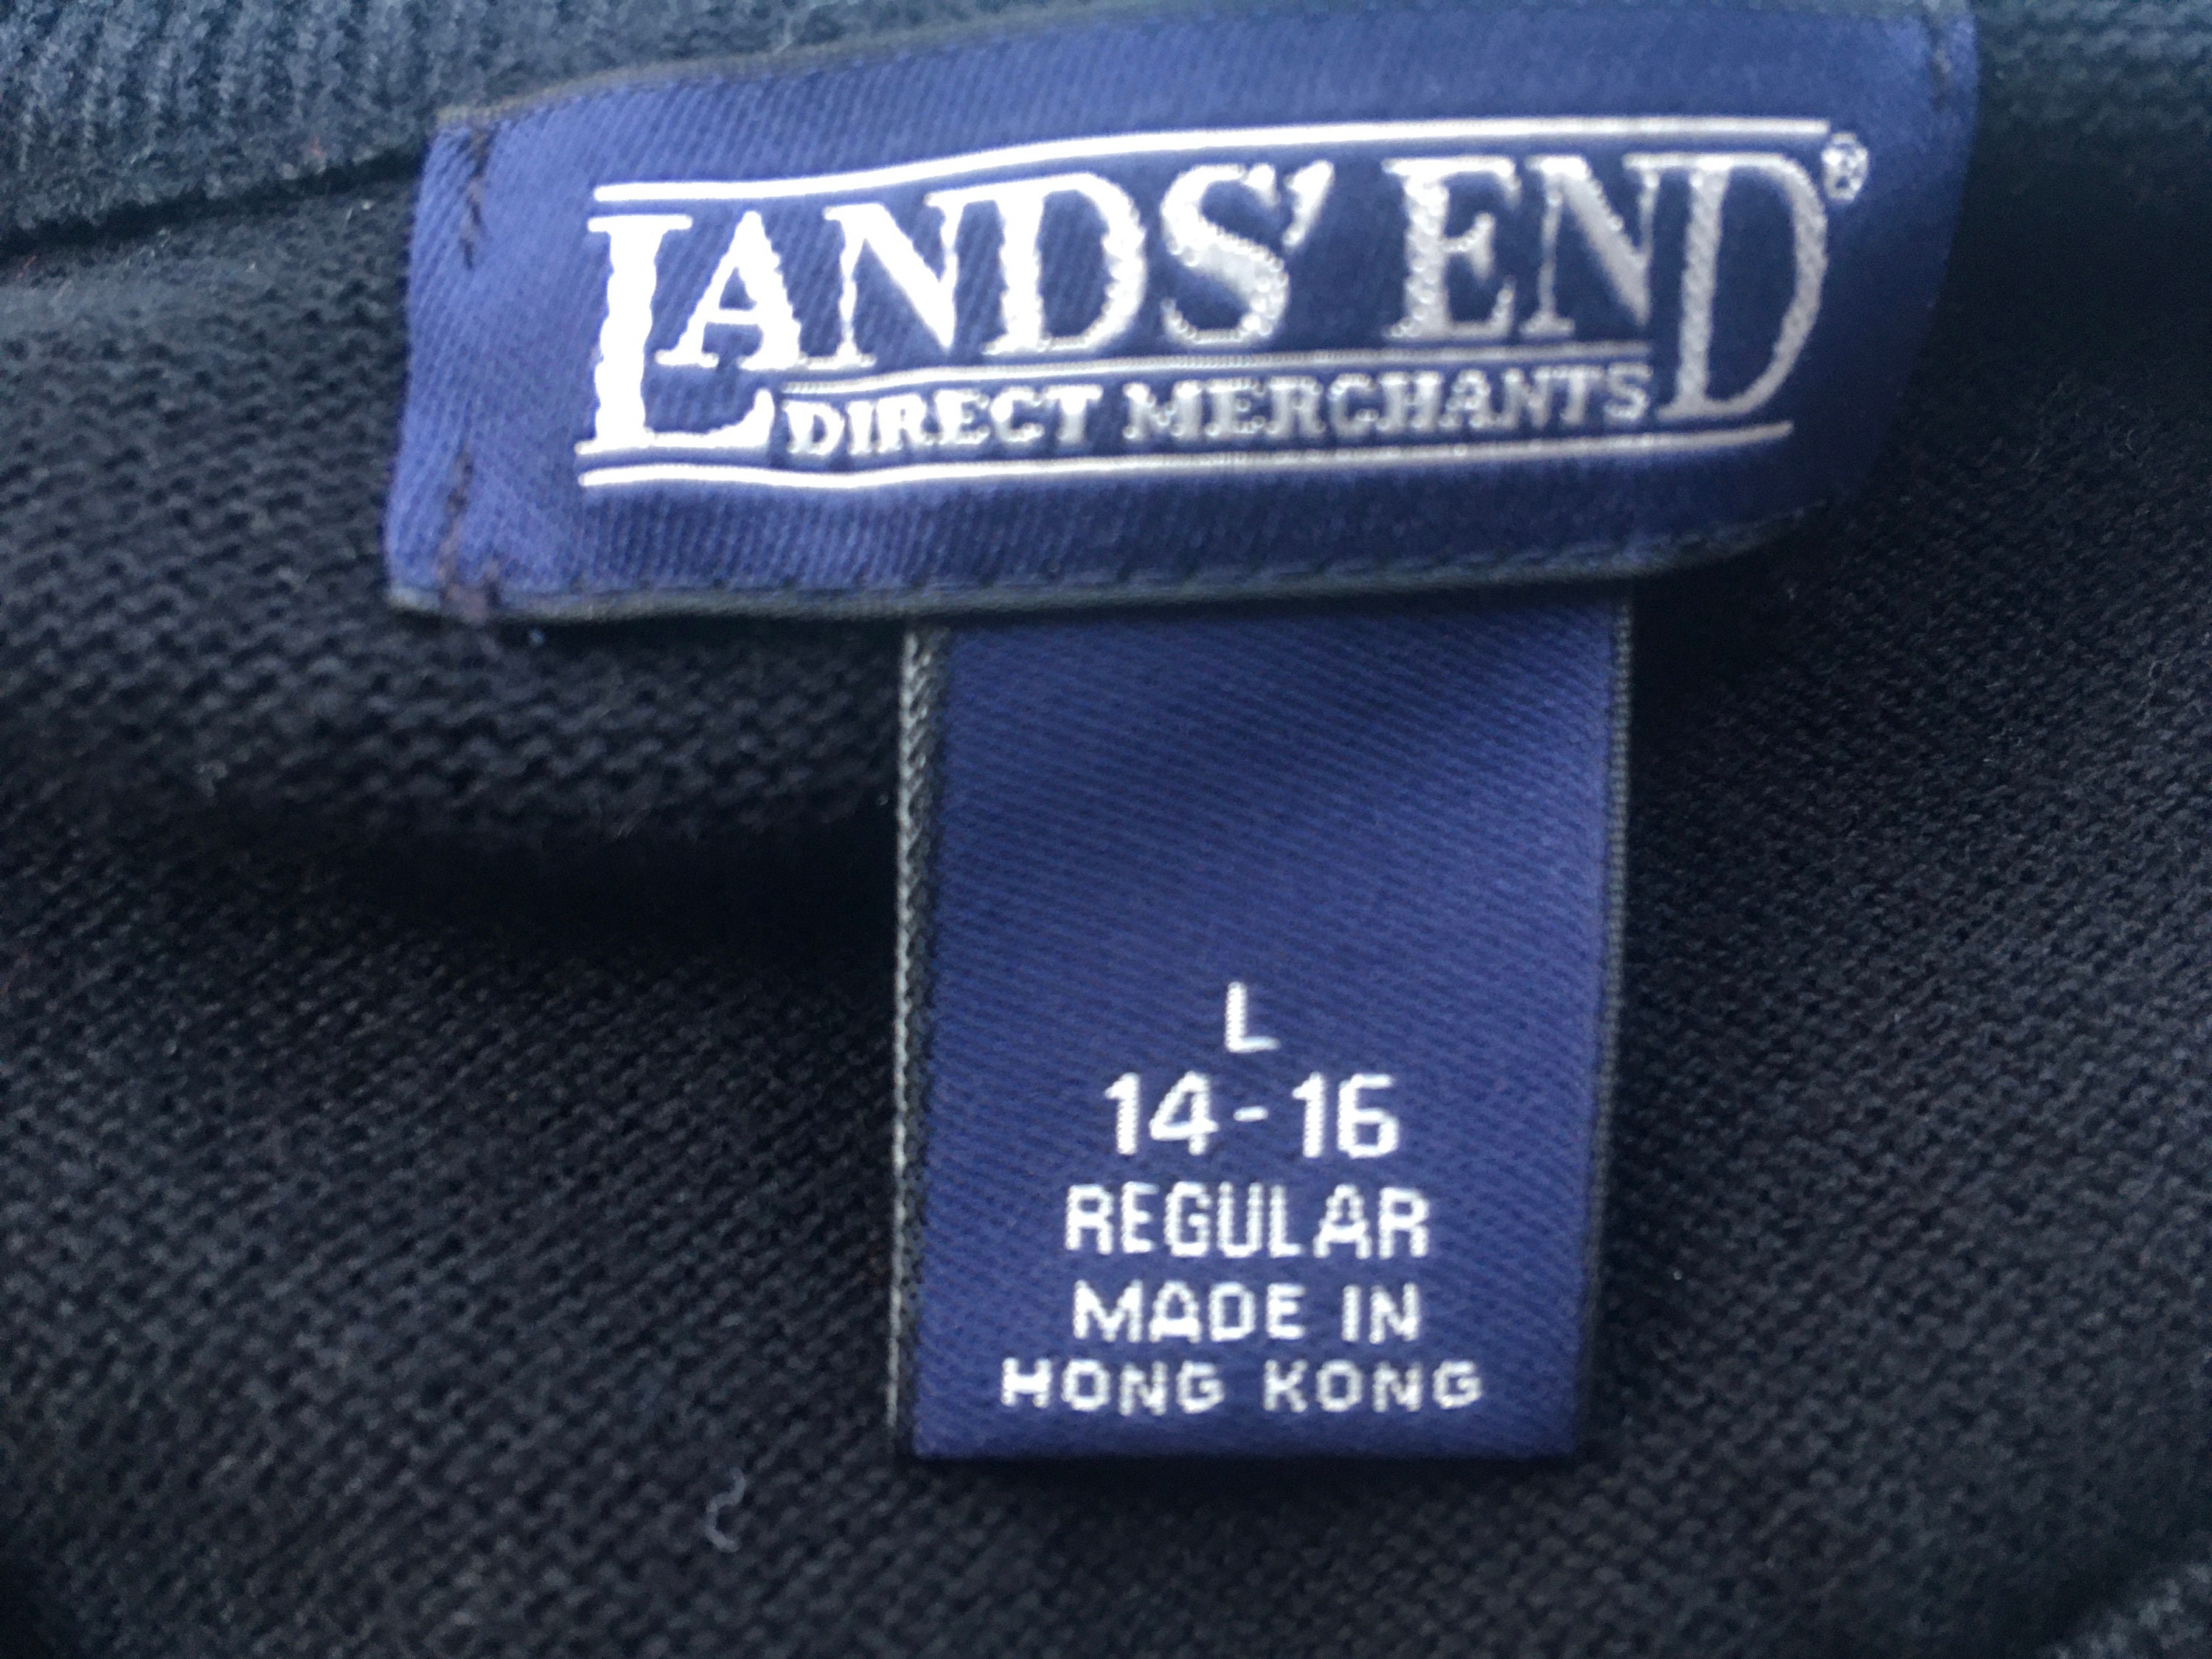 LANDS' END®
DIRECT MERCHANTS
L
14-16
REGULAR
MADE IN
HONG KONG